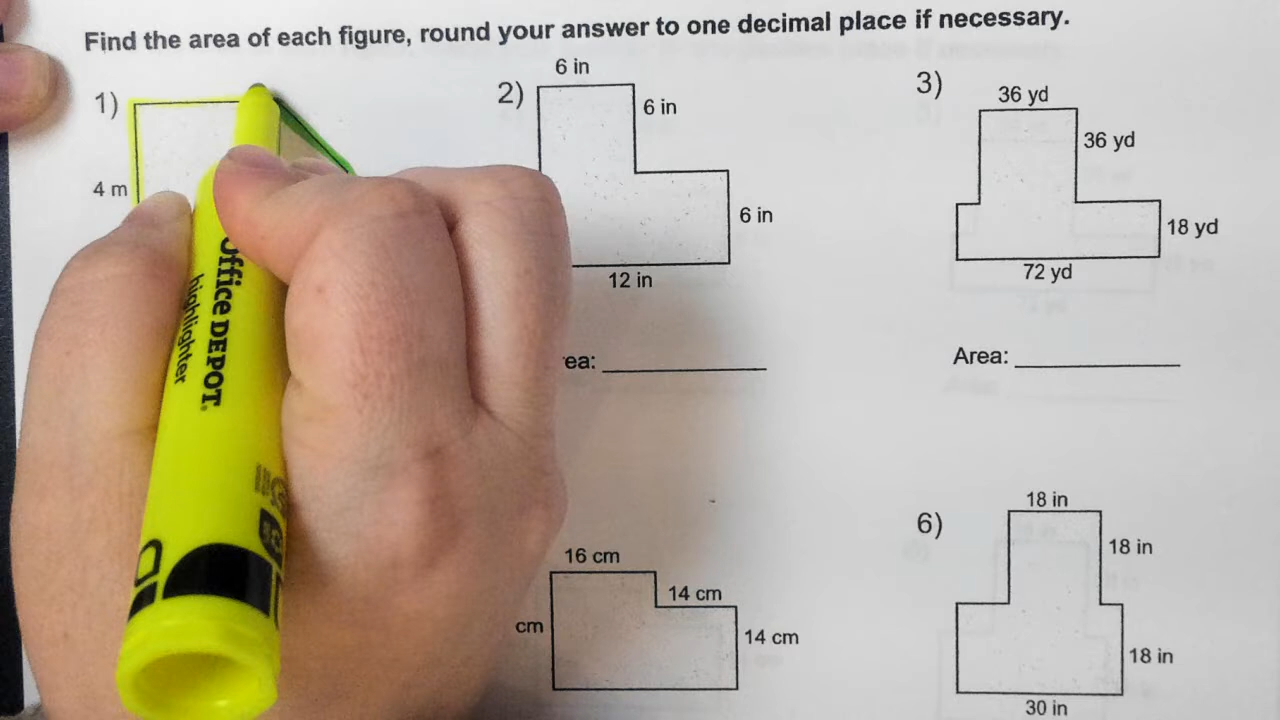 Find the area of each figure, round your answer to one decimal place if necessary.
1)
4 m
2)
6 in
6 in
6 in
12 in
3)
36 yd
36 yd
18 yd
72 yd
ea:
Area:
Office DEPOT.
highlighter
16 cm
14 cm
cm
14 cm
6)
18 in
18 in
18 in
30 in